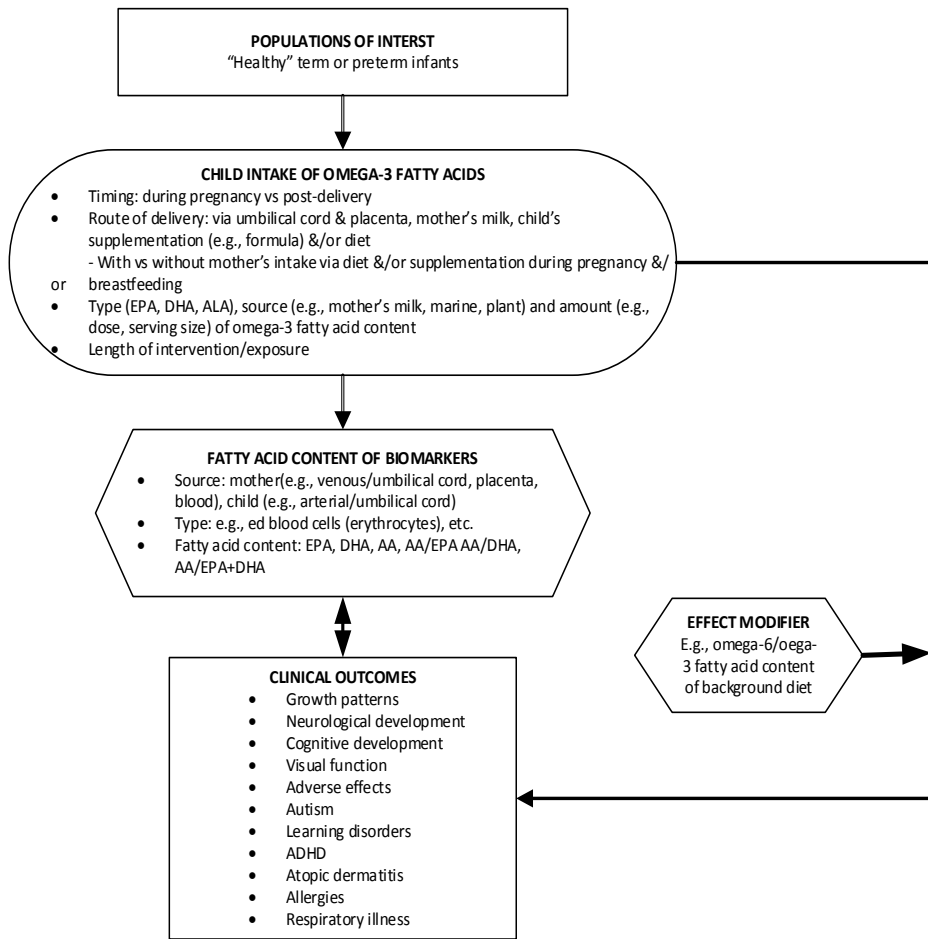 POPULATIONS OF INTERST
“Healthy” term or preterm infants
CHILD INTAKE OF OMEGA-3 FATTY ACIDS
• Timing: during pregnancy vs post-delivery
• Route of delivery: via umbilical cord & placenta, mother’s milk, child’s
supplementation (e.g., formula) &/or diet
- With vs without mother’s intake via diet &/or supplementation during pregnancy &/
or breastfeeding
• Type (EPA, DHA, ALA), source (e.g., mother’s milk, marine, plant) and amount (e.g.,
dose, serving size) of omega-3 fatty acid content
• Length of intervention/exposure
FATTY ACID CONTENT OF BIOMARKERS
• Source: mother(e.g., venous/umbilical cord, placenta,
blood), child (e.g., arterial/umbilical cord)
• Type: e.g., ed blood cells (erythrocytes), etc.
• Fatty acid content: EPA, DHA, AA, AA/EPA AA/DHA,
AA/EPA+DHA
EFFECT MODIFIER
E.g., omega-6/oega-
3 fatty acid content
of background diet
CLINICAL OUTCOMES
• Growth patterns
• Neurological development
• Cognitive development
• Visual function
• Adverse effects
• Autism
• Learning disorders
• ADHD
• Atopic dermatitis
• Allergies
• Respiratory illness